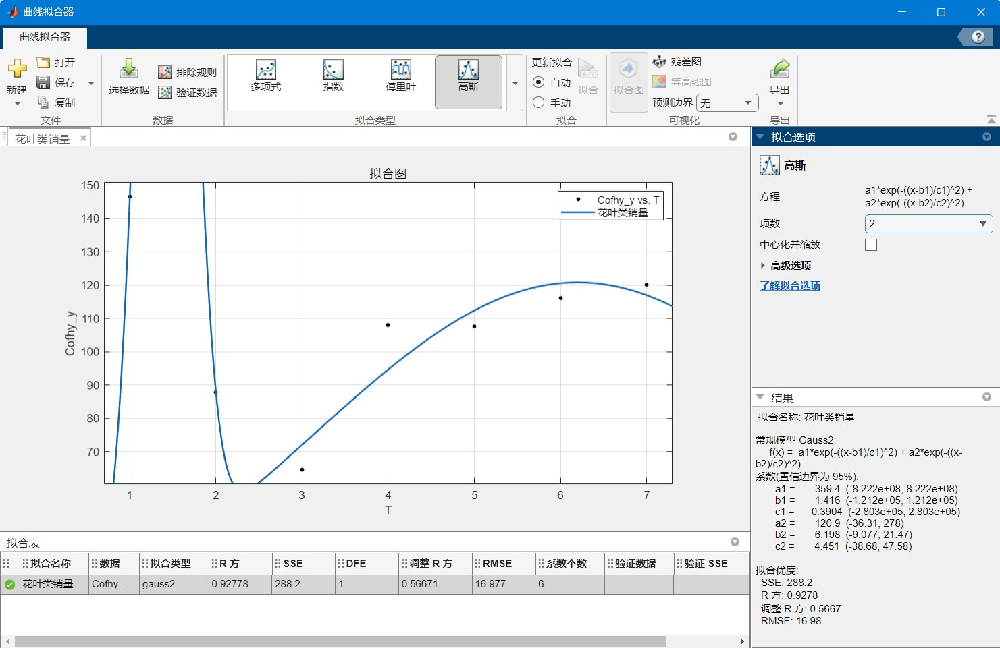 曲线拟合器
曲线拟合器
新建
打开
保存
复制
文件
选择数据
排除规则
验证数据
数据
多项式
指数
傅里叶
高斯
拟合类型
更新拟合
自动
手动
AUTO
拟合
拟合
拟合图
残差图
等高线图
预测边界 无
可视化
导出
导出
花叶类销量
拟合图
150
140
130
120
110
100
90
80
70
Cofhy_y
1 2 3 4 5 6 7
T
Cofhy_y vs. T
花叶类销量
拟合选项
高斯
方程
a1*exp(-((x-b1)/c1)^2) +
a2*exp(-((x-b2)/c2)^2)
项数 2
中心化并缩放
高级选项
了解拟合选项
结果
拟合名称: 花叶类销量
常规模型 Gauss2:
f(x) = a1*exp(-((x-b1)/c1)^2) + a2*exp(-((x-
b2)/c2)^2)
系数(置信边界为 95%):
a1 = 359.4 (-8.222e+08, 8.222e+08)
b1 = 1.416 (-1.212e+05, 1.212e+05)
c1 = 0.3904 (-2.803e+05, 2.803e+05)
a2 = 120.9 (-36.31, 278)
b2 = 6.198 (-9.077, 21.47)
c2 = 4.451 (-38.68, 47.58)
拟合优度:
SSE: 288.2
R 方: 0.9278
调整 R 方: 0.5667
RMSE: 16.98
拟合表
拟合名称 数据 拟合类型 R 方 SSE DFE 调整 R 方 RMSE 系数个数 验证数据 验证 SSE
花叶类销量 Cofhy_... gauss2 0.92778 288.2 1 0.56671 16.977 6